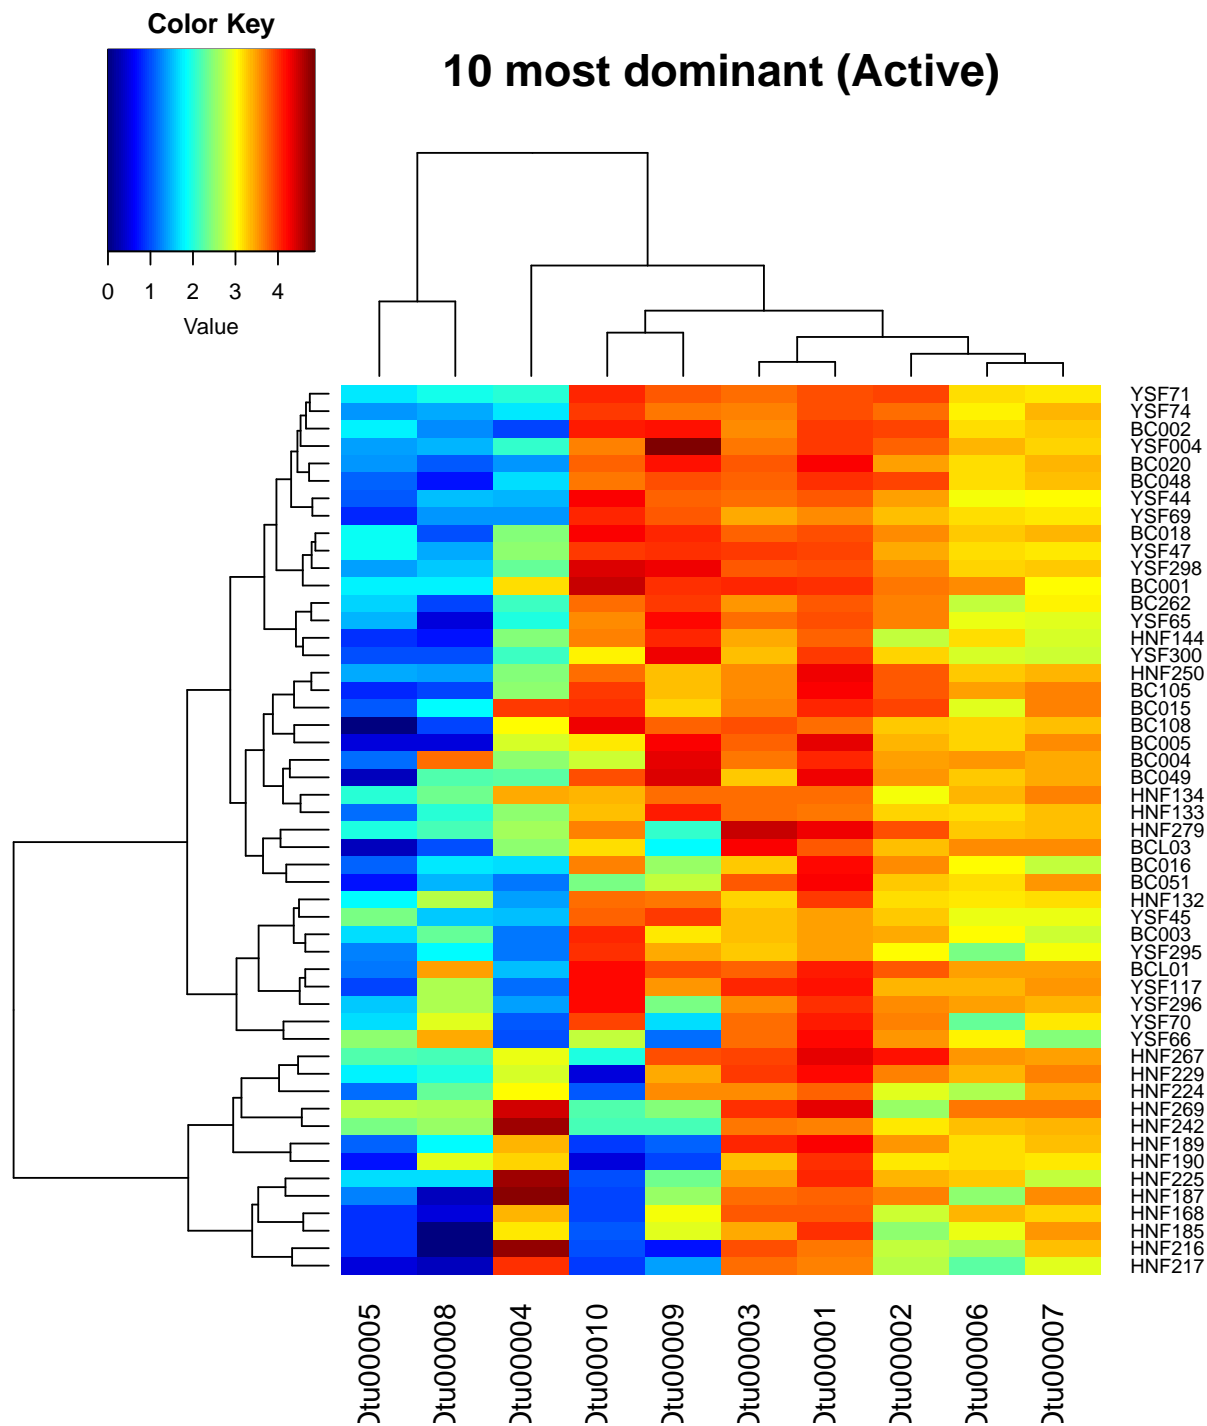 Color Key
10 most dominant (Active)
0 1 2 3 4
Value
YSF71
YSF74
BC002
YSF004
BC020
BC048
YSF44
YSF69
BC018
YSF47
YSF298
BC001
BC262
YSF65
HNF144
YSF300
HNF250
BC105
BC015
BC108
BC005
BC004
BC049
HNF134
HNF133
HNF279
BCL03
BC016
BC051
HNF132
YSF45
BC003
YSF295
BCL01
YSF117
YSF296
YSF70
YSF66
HNF267
HNF229
HNF224
HNF269
HNF242
HNF189
HNF190
HNF225
HNF187
HNF168
HNF185
HNF216
HNF217
Otu00005
Otu00008
Otu00004
Otu00010
Otu00009
Otu00003
Otu00001
Otu00002
Otu00006
Otu00007